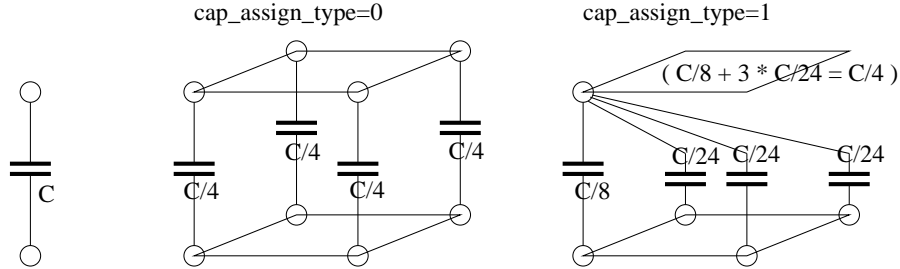 cap_assign_type=0
cap_assign_type=1
( C/8 + 3 * C/24 = C/4 )
C/4
C/4
C/24
C/24
C/24
C
C/4
C/4
C/8